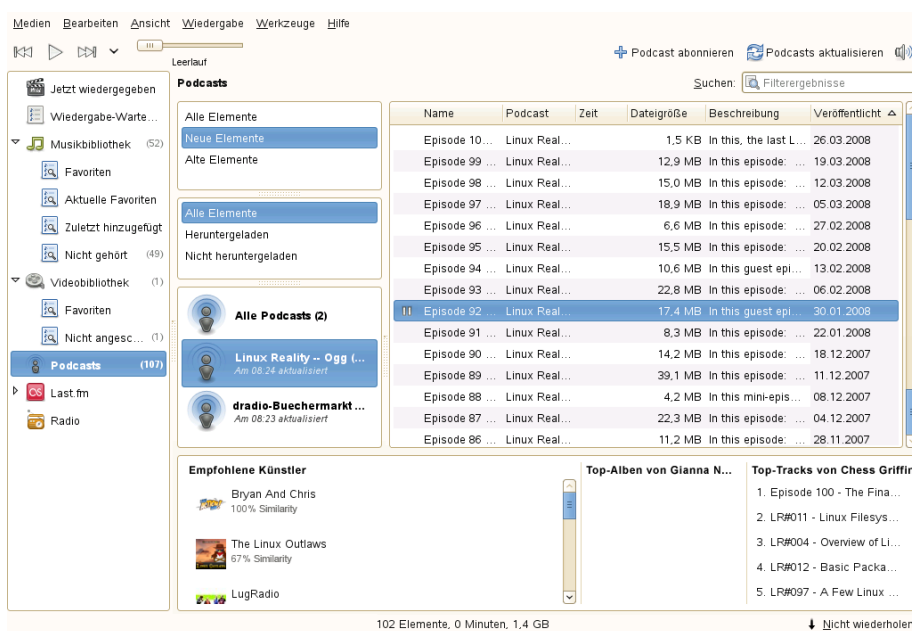 Medien Bearbeiten Ansicht Wiedergabe Werkzeuge Hilfe
Leerlauf
Podcast abonnieren Podcasts aktualisieren
Jetzt wiedergegeben
Wiedergabe-Warte...
Musikbibliothek (52)
Favoriten
Aktuelle Favoriten
Zuletzt hinzugefügt
Nicht gehört (49)
Videobibliothek (1)
Favoriten
Nicht angesc... (1)
Podcasts (107)
Last.fm
Radio
Podcasts
Suchen: Filterergebnisse
Alle Elemente
Neue Elemente
Alte Elemente
Alle Elemente
Heruntergeladen
Nicht heruntergeladen
Alle Podcasts (2)
Linux Reality -- Ogg (...
Am 08:24 aktualisiert
dradio-Buechermarkt ...
Am 08:23 aktualisiert
Name Podcast Zeit Dateigröße Beschreibung Veröffentlicht
Episode 10... Linux Real... 1,5 KB In this, the last L... 26.03.2008
Episode 99 ... Linux Real... 12,9 MB In this episode: ... 19.03.2008
Episode 98 ... Linux Real... 15,0 MB In this episode: ... 12.03.2008
Episode 97 ... Linux Real... 18,9 MB In this episode: ... 05.03.2008
Episode 96 ... Linux Real... 6,6 MB In this episode: ... 27.02.2008
Episode 95 ... Linux Real... 15,5 MB In this episode: ... 20.02.2008
Episode 94 ... Linux Real... 10,6 MB In this guest epi... 13.02.2008
Episode 93 ... Linux Real... 22,8 MB In this episode: ... 06.02.2008
Episode 92 ... Linux Real... 17,4 MB In this guest epi... 30.01.2008
Episode 91 ... Linux Real... 8,3 MB In this episode: ... 22.01.2008
Episode 90 ... Linux Real... 14,2 MB In this episode: ... 18.12.2007
Episode 89 ... Linux Real... 39,1 MB In this episode: ... 11.12.2007
Episode 88 ... Linux Real... 4,2 MB In this mini-epis... 08.12.2007
Episode 87 ... Linux Real... 22,3 MB In this episode: ... 04.12.2007
Episode 86 ... Linux Real... 11,2 MB In this episode: ... 28.11.2007
Empfohlene Künstler
Bryan And Chris
100% Similarity
The Linux Outlaws
67% Similarity
LugRadio
Top-Alben von Gianna N...
Top-Tracks von Chess Griffin
1. Episode 100 - The Fina...
2. LR#011 - Linux Filesys...
3. LR#004 - Overview of Li...
4. LR#012 - Basic Packa...
5. LR#097 - A Few Linux ...
102 Elemente, 0 Minuten, 1,4 GB
Nicht wiederholen